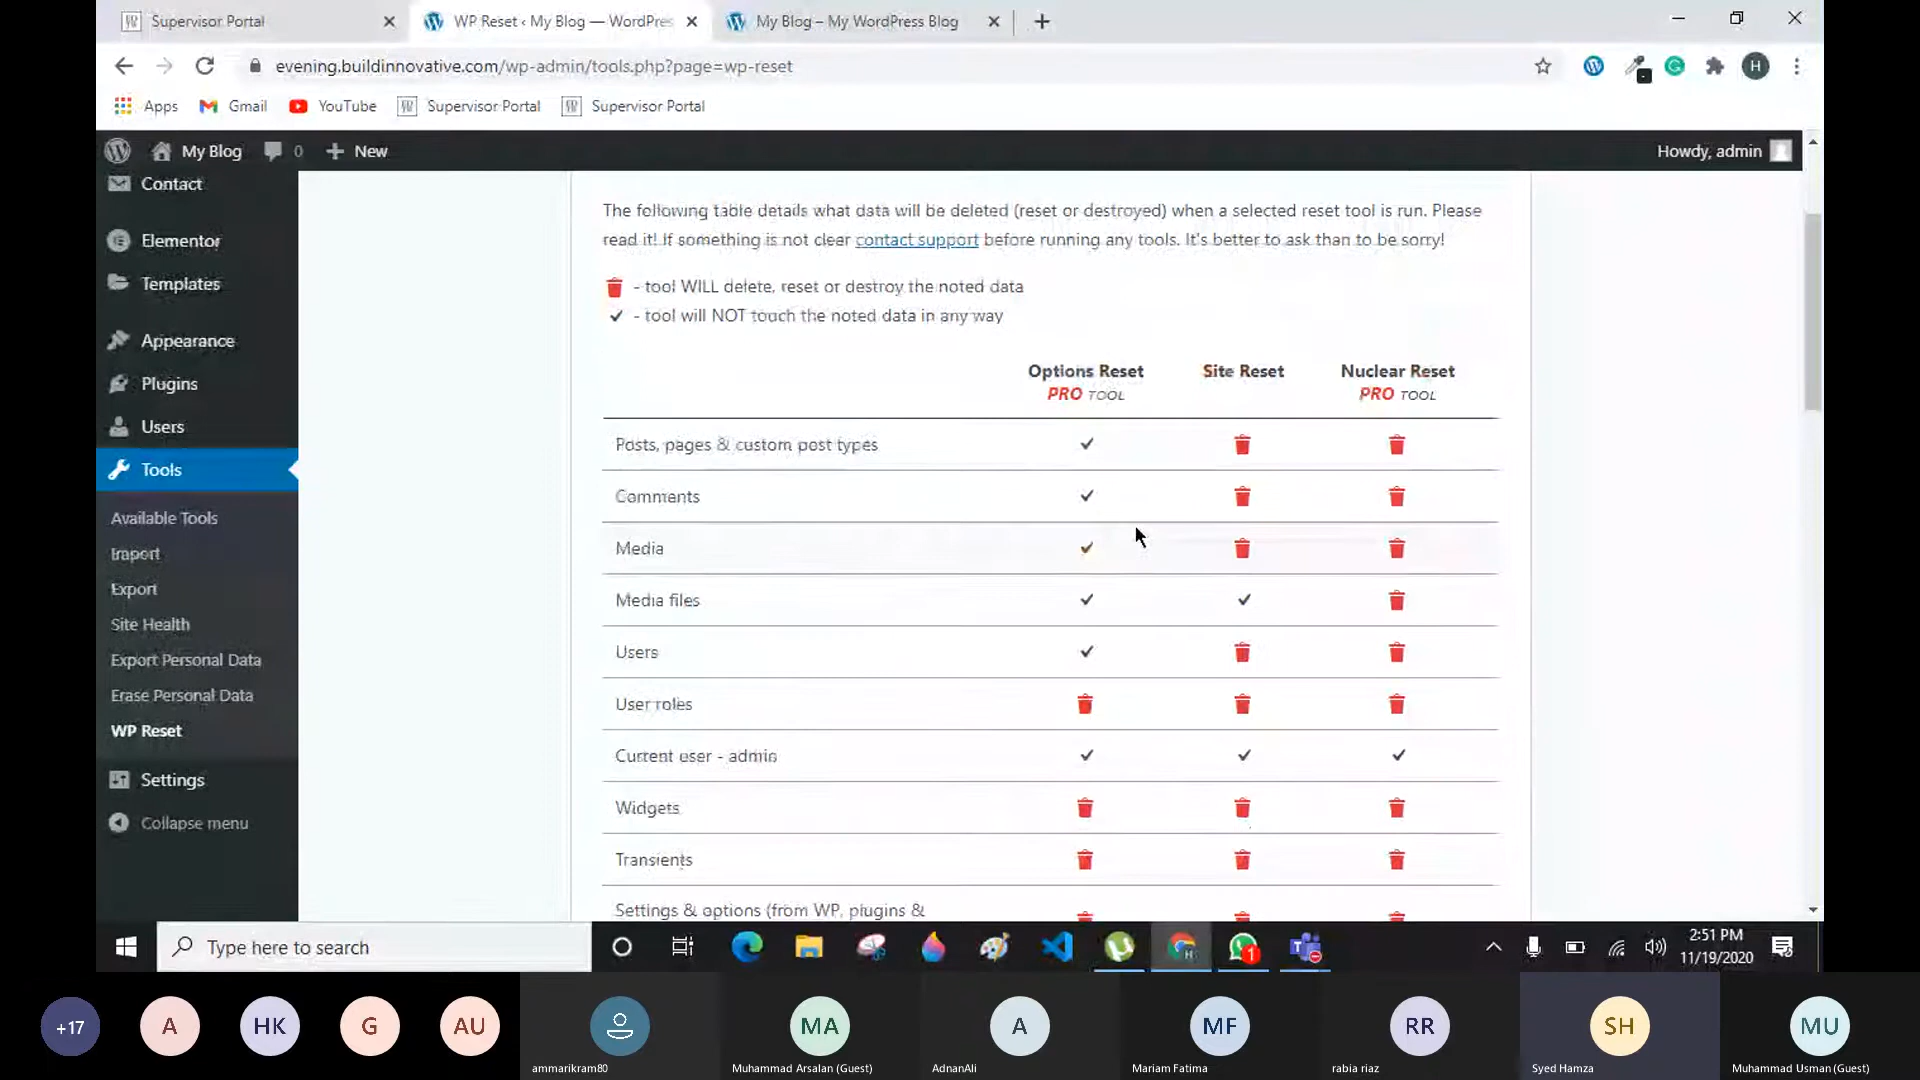 Supervisor Portal
WP Reset ‹ My Blog — WordPres
My Blog – My WordPress Blog
evening.buildinnovative.com/wp-admin/tools.php?page=wp-reset
H
Apps
Gmail
YouTube
Supervisor Portal
Supervisor Portal
My Blog
0
New
Howdy, admin
Contact
Elementor
Templates
Appearance
Plugins
Users
Tools
Available Tools
Import
Export
Site Health
Export Personal Data
Erase Personal Data
WP Reset
Settings
Collapse menu
The following table details what data will be deleted (reset or destroyed) when a selected reset tool is run. Please
read it! If something is not clear contact support before running any tools. It's better to ask than to be sorry!
- tool WILL delete, reset or destroy the noted data
✓ - tool will NOT touch the noted data in any way
Options Reset Site Reset Nuclear Reset
PRO TOOL PRO TOOL
Posts, pages & custom post types
Comments
Media
Media files
Users
User roles
Current user - admin
Widgets
Transients
Settings & options (from WP, plugins &
Type here to search
1
2:51 PM
11/19/2020
+17
A
HK
G
AU
ammarikram80
MA
Muhammad Arsalan (Guest)
A
AdnanAli
MF
Mariam Fatima
RR
rabia riaz
SH
Syed Hamza
MU
Muhammad Usman (Guest)